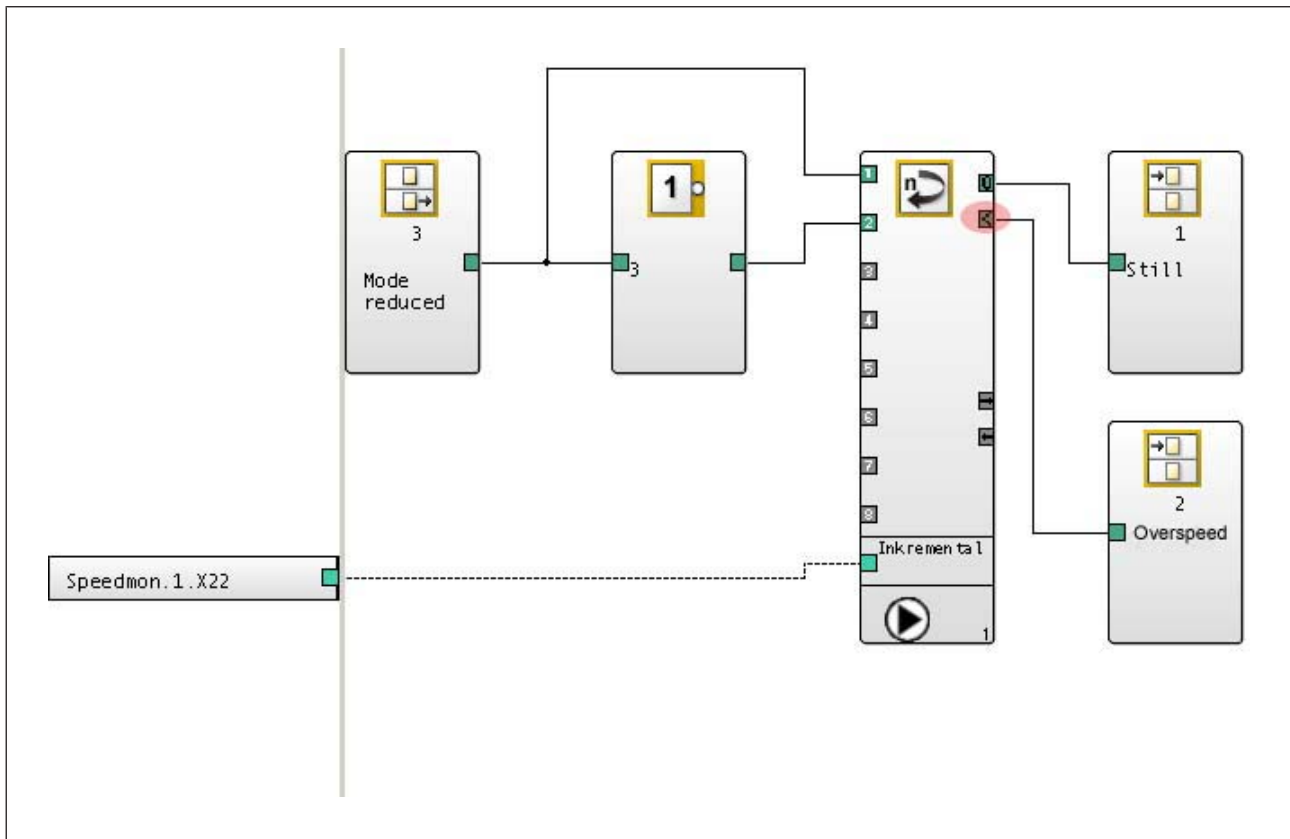 3
Mode
reduced
1
3
n
1
2
3
4
5
6
7
8
0
<
Inkremental
1
1
Still
2
Overspeed
Speedmon.1.X22